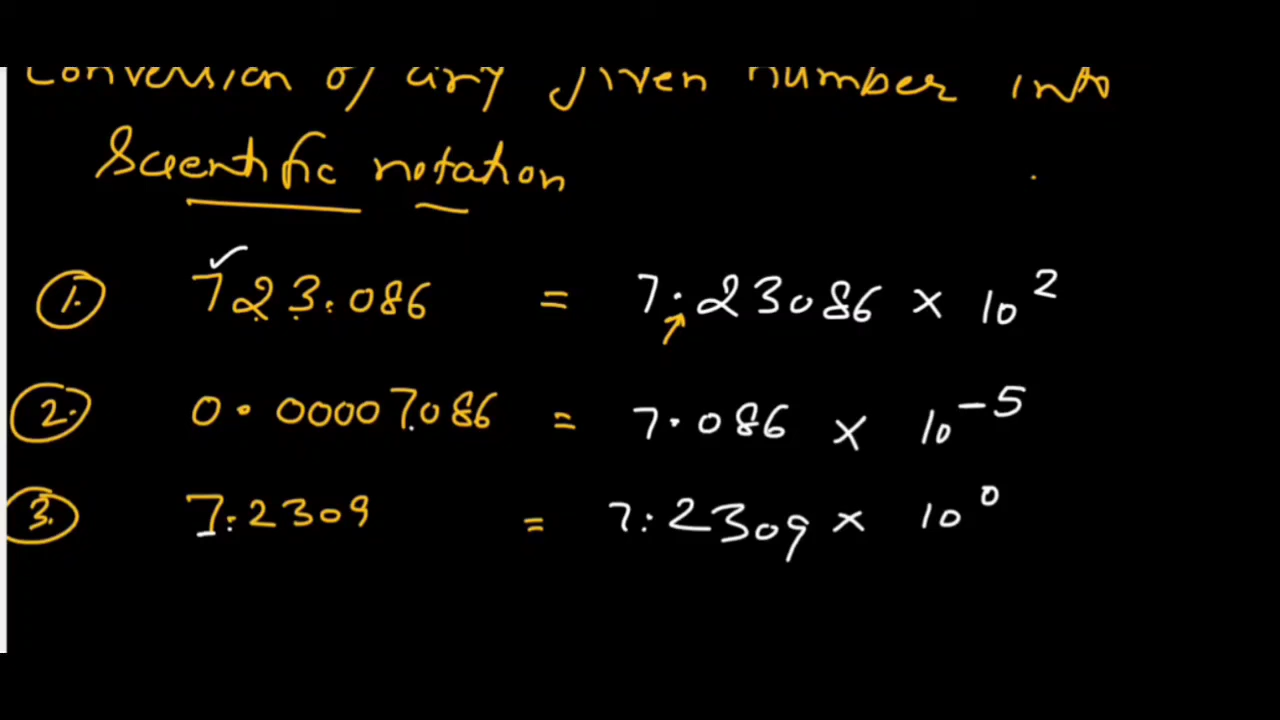 Conversion of any given number into
Scientific notation
1. 723.086 = 7.23086 × 10²
2. 0.00007086 = 7.086 × 10⁻⁵
3. 7.2309 = 7.2309 × 10⁰